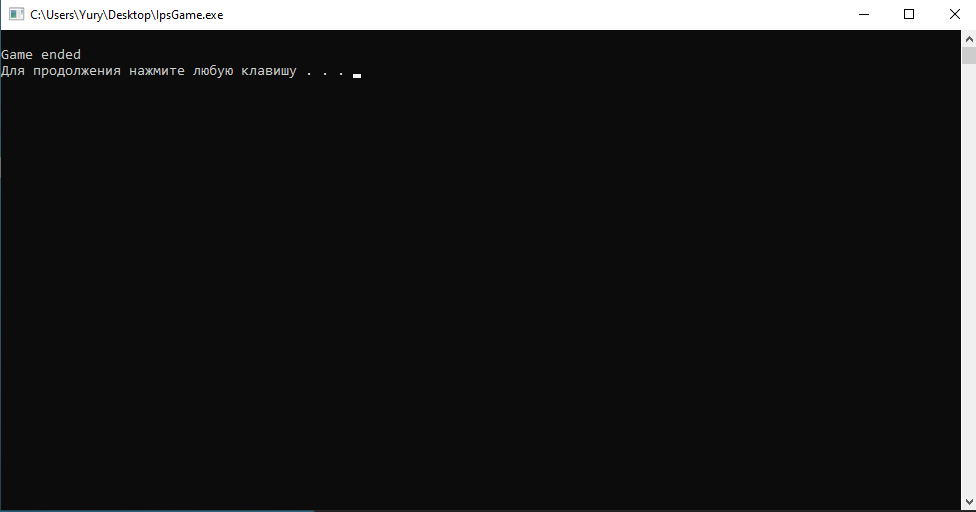 C:\Users\Yury\Desktop\IpsGame.exe
Game ended
Для продолжения нажмите любую клавишу . . .